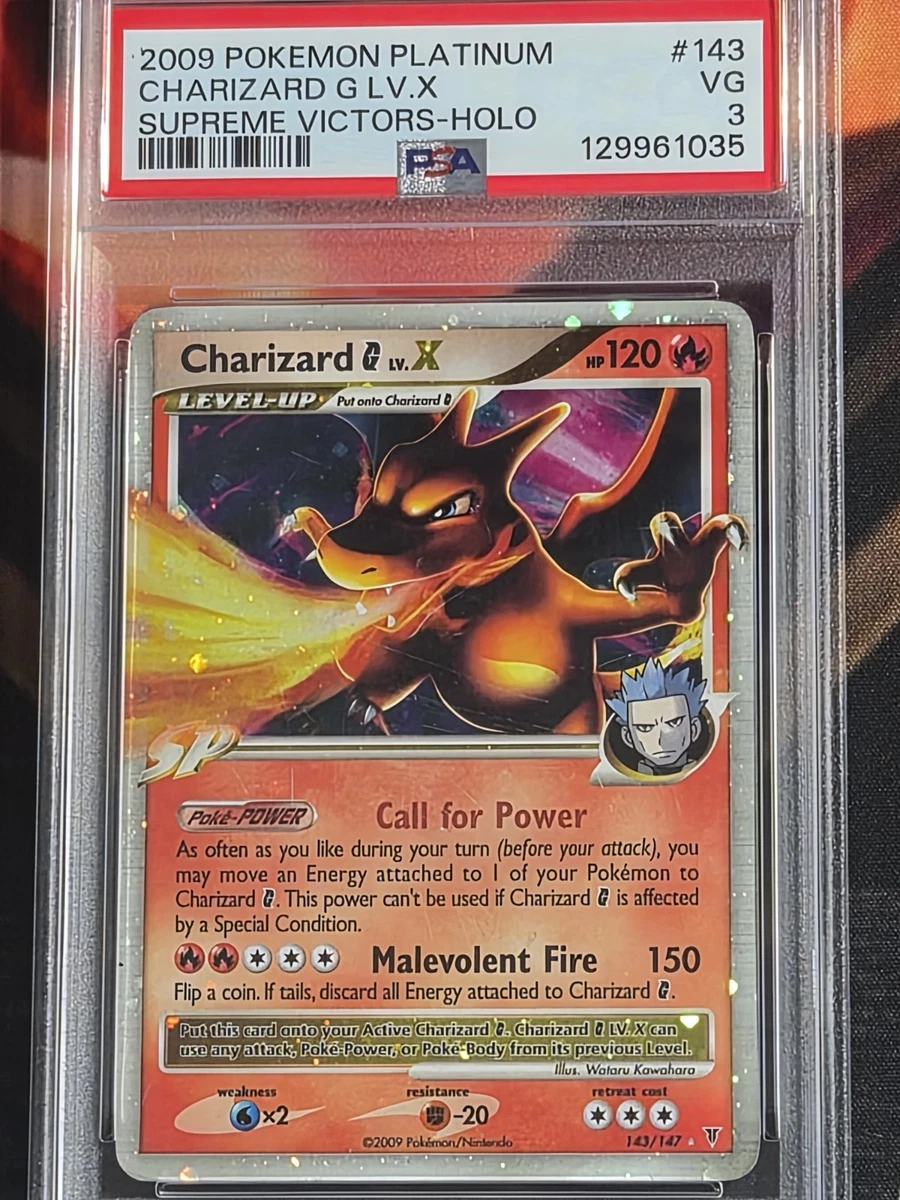 2009 POKEMON PLATINUM #143
CHARIZARD G LV.X VG
SUPREME VICTORS-HOLO 3
PSA 129961035
Charizard G LV.X HP 120
LEVEL-UP Put onto Charizard G
SP
Poké-POWER Call for Power
As often as you like during your turn (before your attack), you
may move an Energy attached to 1 of your Pokémon to
Charizard G. This power can't be used if Charizard G is affected
by a Special Condition.
Malevolent Fire 150
Flip a coin. If tails, discard all Energy attached to Charizard G.
Put this card onto your Active Charizard G. Charizard G LV. X can
use any attack, Poké-Power, or Poké-Body from its previous Level.
Illus. Wataru Kawahara
weakness resistance retreat cost
×2 -20
©2009 Pokémon/Nintendo 143/147